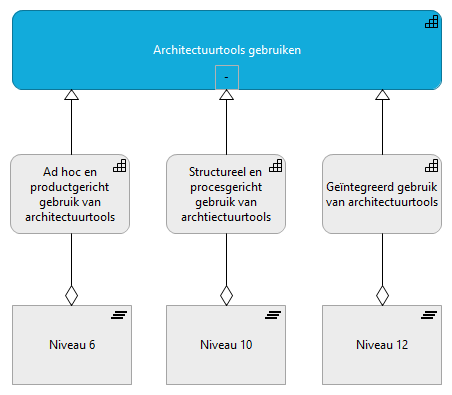 Architectuurtools gebruiken
-
Ad hoc en
productgericht
gebruik van
architectuurtools
Structureel en
procesgericht
gebruik van
archtiectuurtools
Geïntegreerd gebruik
van architectuurtools
Niveau 6
Niveau 10
Niveau 12